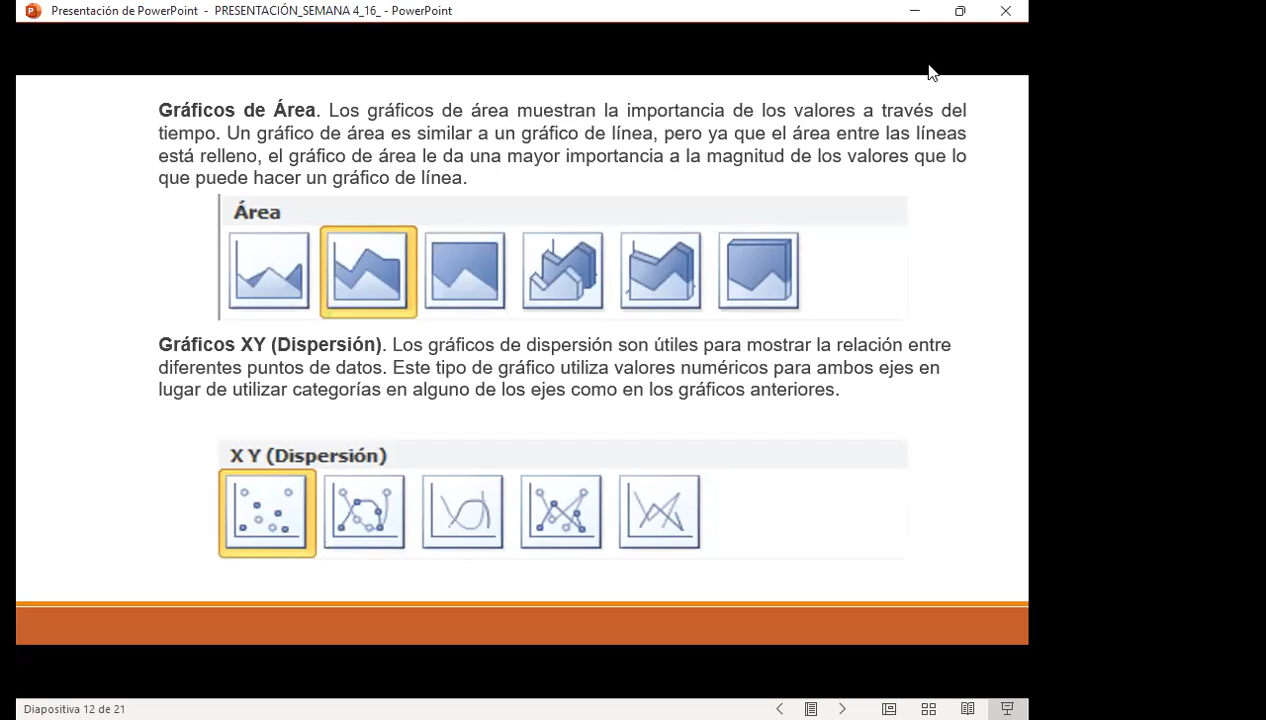 Presentación de PowerPoint - PRESENTACIÓN_SEMANA 4_16_ - PowerPoint
Gráficos de Área. Los gráficos de área muestran la importancia de los valores a través del
tiempo. Un gráfico de área es similar a un gráfico de línea, pero ya que el área entre las líneas
está relleno, el gráfico de área le da una mayor importancia a la magnitud de los valores que lo
que puede hacer un gráfico de línea.
Área
Gráficos XY (Dispersión). Los gráficos de dispersión son útiles para mostrar la relación entre
diferentes puntos de datos. Este tipo de gráfico utiliza valores numéricos para ambos ejes en
lugar de utilizar categorías en alguno de los ejes como en los gráficos anteriores.
X Y (Dispersión)
Diapositiva 12 de 21